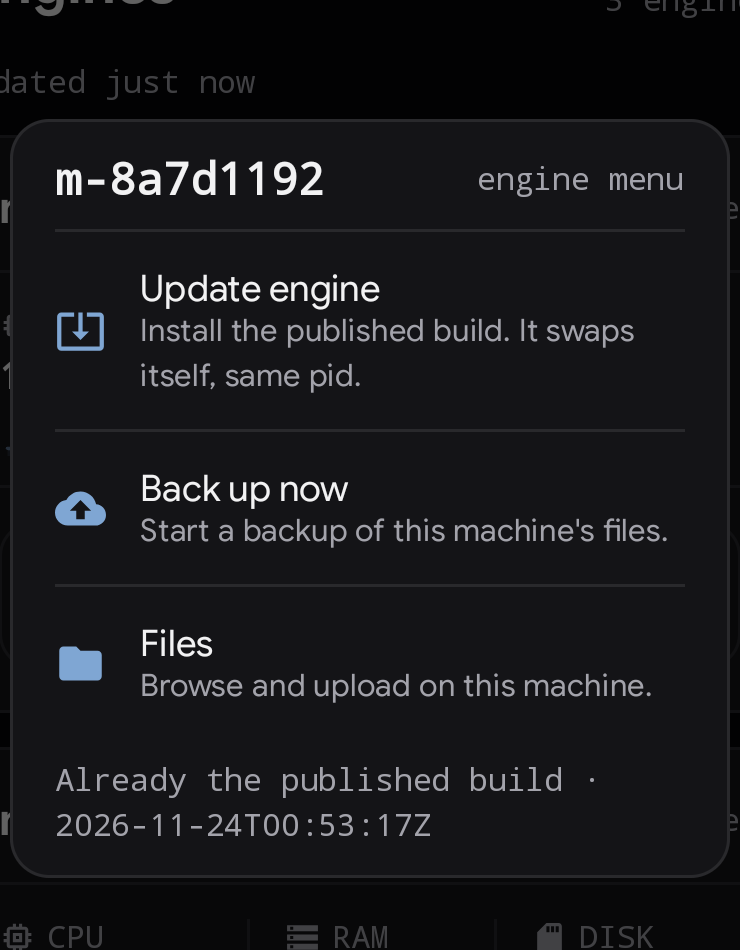 dated just now
m-8a7d1192
engine menu
Update engine
Install the published build. It swaps
itself, same pid.
Back up now
Start a backup of this machine's files.
Files
Browse and upload on this machine.
Already the published build ·
2026-11-24T00:53:17Z
CPU
RAM
DISK